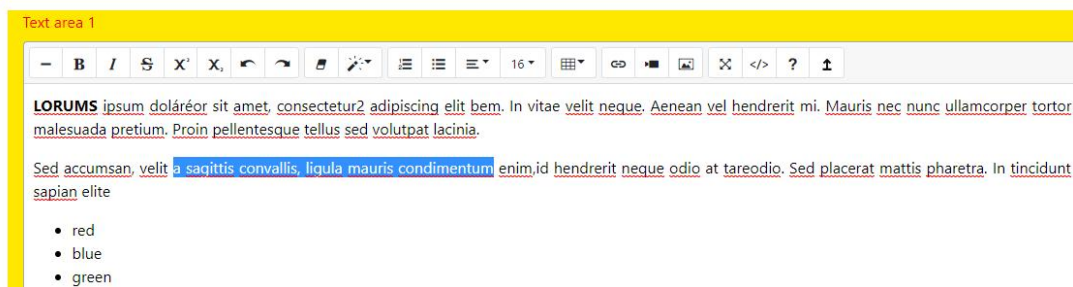 Text area 1
B I S X² X₂ 16 </> ?
LORUMS ipsum doláréor sit amet, consectetur2 adipiscing elit bem. In vitae velit neque. Aenean vel hendrerit mi. Mauris nec nunc ullamcorper tortor
malesuada pretium. Proin pellentesque tellus sed volutpat lacinia.
Sed accumsan, velit a sagittis convallis, ligula mauris condimentum enim,id hendrerit neque odio at tareodio. Sed placerat mattis pharetra. In tincidunt
sapian elite
• red
• blue
• green